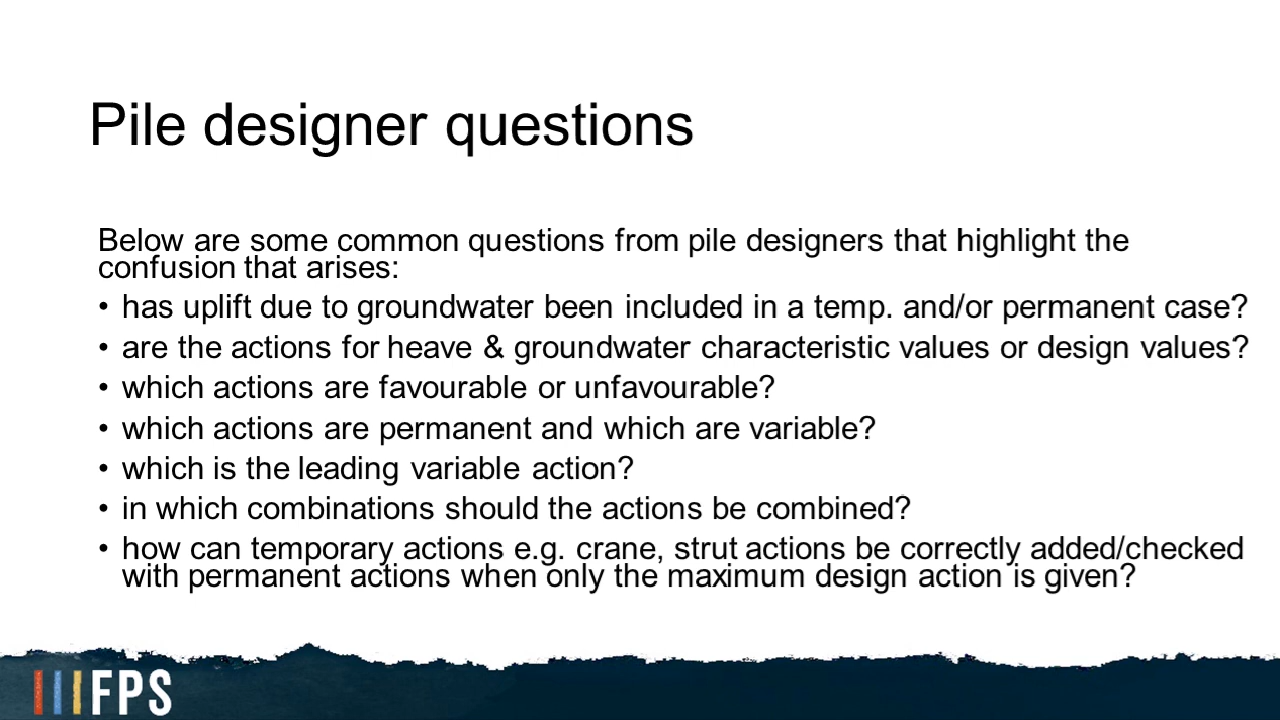 Pile designer questions
Below are some common questions from pile designers that highlight the
confusion that arises:
• has uplift due to groundwater been included in a temp. and/or permanent case?
• are the actions for heave & groundwater characteristic values or design values?
• which actions are favourable or unfavourable?
• which actions are permanent and which are variable?
• which is the leading variable action?
• in which combinations should the actions be combined?
• how can temporary actions e.g. crane, strut actions be correctly added/checked
with permanent actions when only the maximum design action is given?
FPS